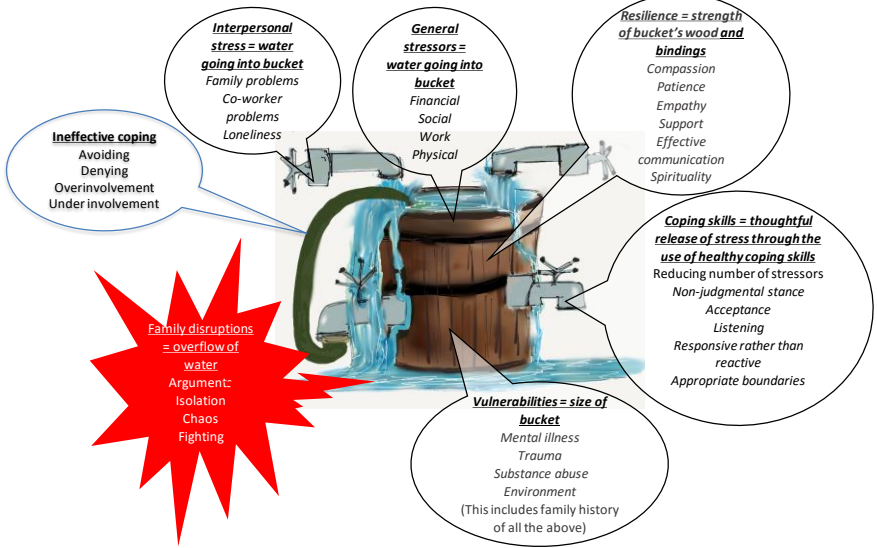 Interpersonal
stress = water
going into bucket
Family problems
Co-worker
problems
Loneliness
General
stressors =
water going into
bucket
Financial
Social
Work
Physical
Resilience = strength
of bucket's wood and
bindings
Compassion
Patience
Empathy
Support
Effective
communication
Spirituality
Ineffective coping
Avoiding
Denying
Overinvolvement
Under involvement
Coping skills = thoughtful
release of stress through the
use of healthy coping skills
Reducing number of stressors
Non-judgmental stance
Acceptance
Listening
Responsive rather than
reactive
Appropriate boundaries
Family disruptions
= overflow of
water
Arguments
Isolation
Chaos
Fighting
Vulnerabilities = size of
bucket
Mental illness
Trauma
Substance abuse
Environment
(This includes family history
of all the above)